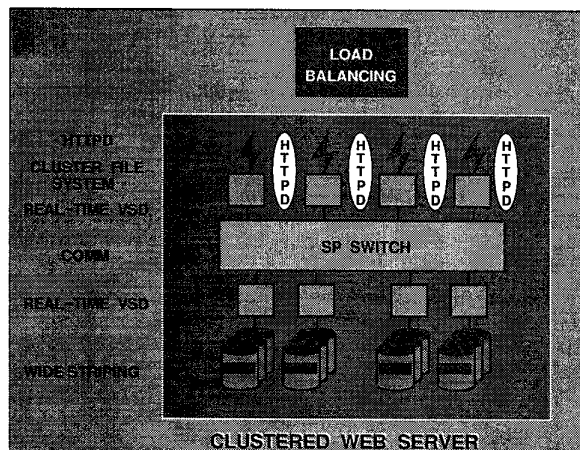 LOAD
BALANCING
HTTPD
CLUSTER FILE
SYSTEM
REAL-TIME VSD
HTTPD
HTTPD
HTTPD
HTTPD
SP SWITCH
COMM
REAL-TIME VSD
WIDE STRIPING
CLUSTERED WEB SERVER